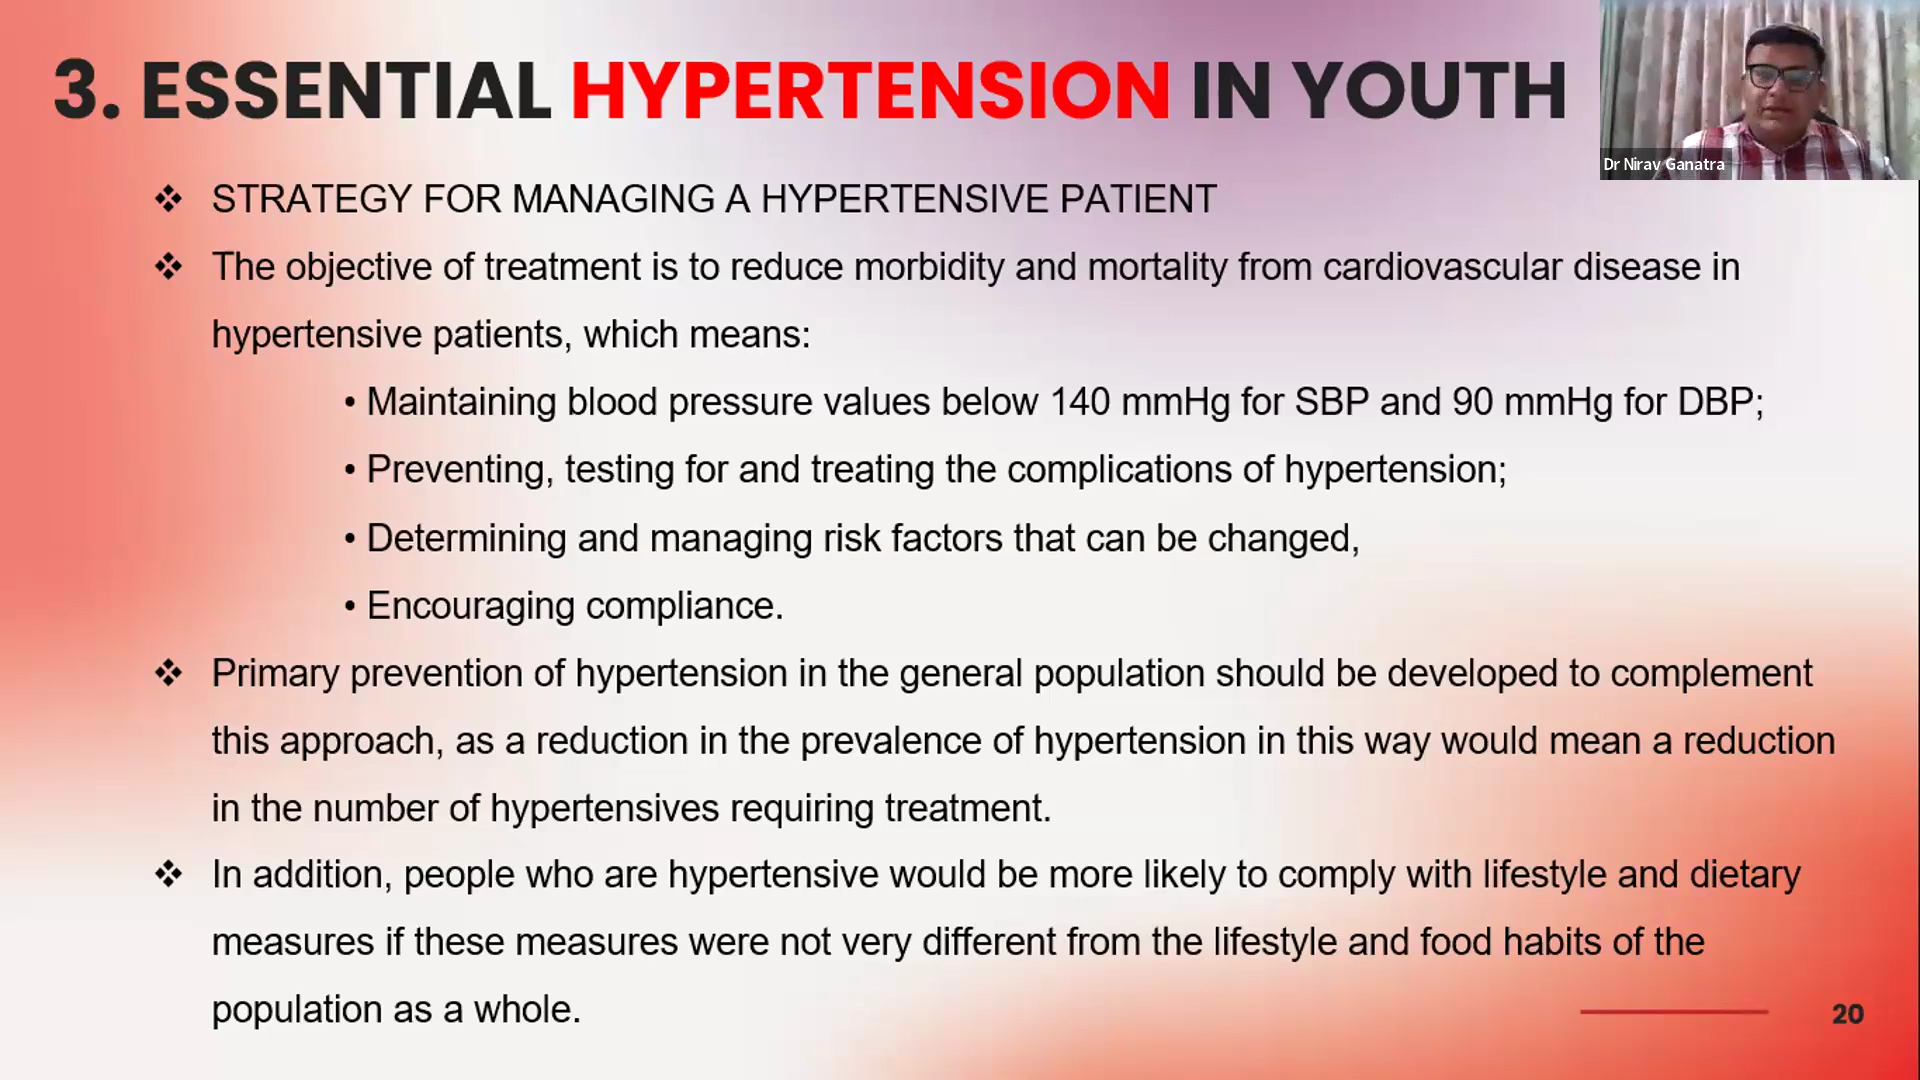 3. ESSENTIAL HYPERTENSION IN YOUTH
Dr Nirav Ganatra
❖ STRATEGY FOR MANAGING A HYPERTENSIVE PATIENT
❖ The objective of treatment is to reduce morbidity and mortality from cardiovascular disease in
hypertensive patients, which means:
• Maintaining blood pressure values below 140 mmHg for SBP and 90 mmHg for DBP;
• Preventing, testing for and treating the complications of hypertension;
• Determining and managing risk factors that can be changed,
• Encouraging compliance.
❖ Primary prevention of hypertension in the general population should be developed to complement
this approach, as a reduction in the prevalence of hypertension in this way would mean a reduction
in the number of hypertensives requiring treatment.
❖ In addition, people who are hypertensive would be more likely to comply with lifestyle and dietary
measures if these measures were not very different from the lifestyle and food habits of the
population as a whole.
20